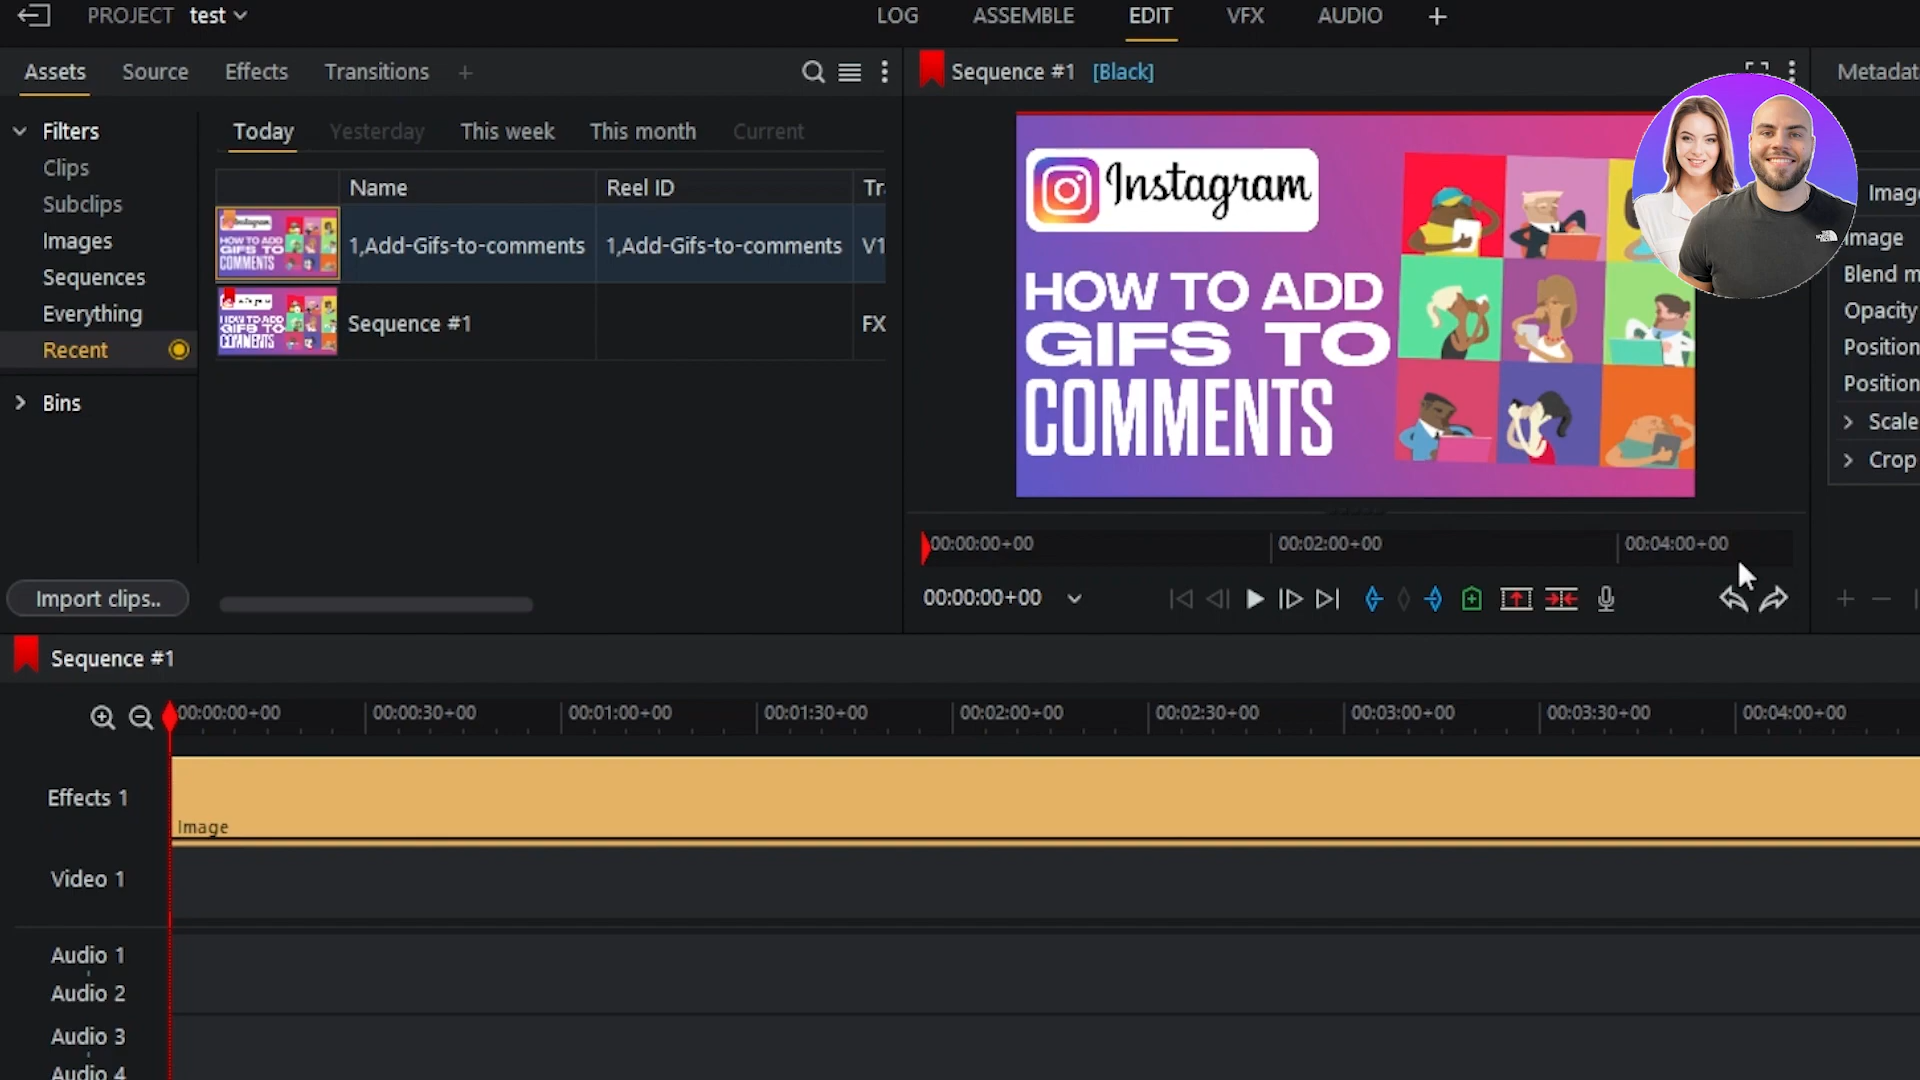 PROJECT test
LOG ASSEMBLE EDIT VFX AUDIO
Assets Source Effects Transitions
Sequence #1 [Black]
Metadat
Filters
Clips
Subclips
Images
Sequences
Everything
Recent
Bins
Import clips..
Today Yesterday This week This month Current
Name Reel ID Tr
1,Add-Gifs-to-comments 1,Add-Gifs-to-comments V1
Sequence #1 FX
Instagram
HOW TO ADD
GIFS TO
COMMENTS
Image
Image
Blend m
Opacity
Position
Position
Scale
Crop
00:00:00+00 00:02:00+00 00:04:00+00
00:00:00+00
Sequence #1
00:00:00+00 00:00:30+00 00:01:00+00 00:01:30+00 00:02:00+00 00:02:30+00 00:03:00+00 00:03:30+00 00:04:00+00
Effects 1
Image
Video 1
Audio 1
Audio 2
Audio 3
Audio 4